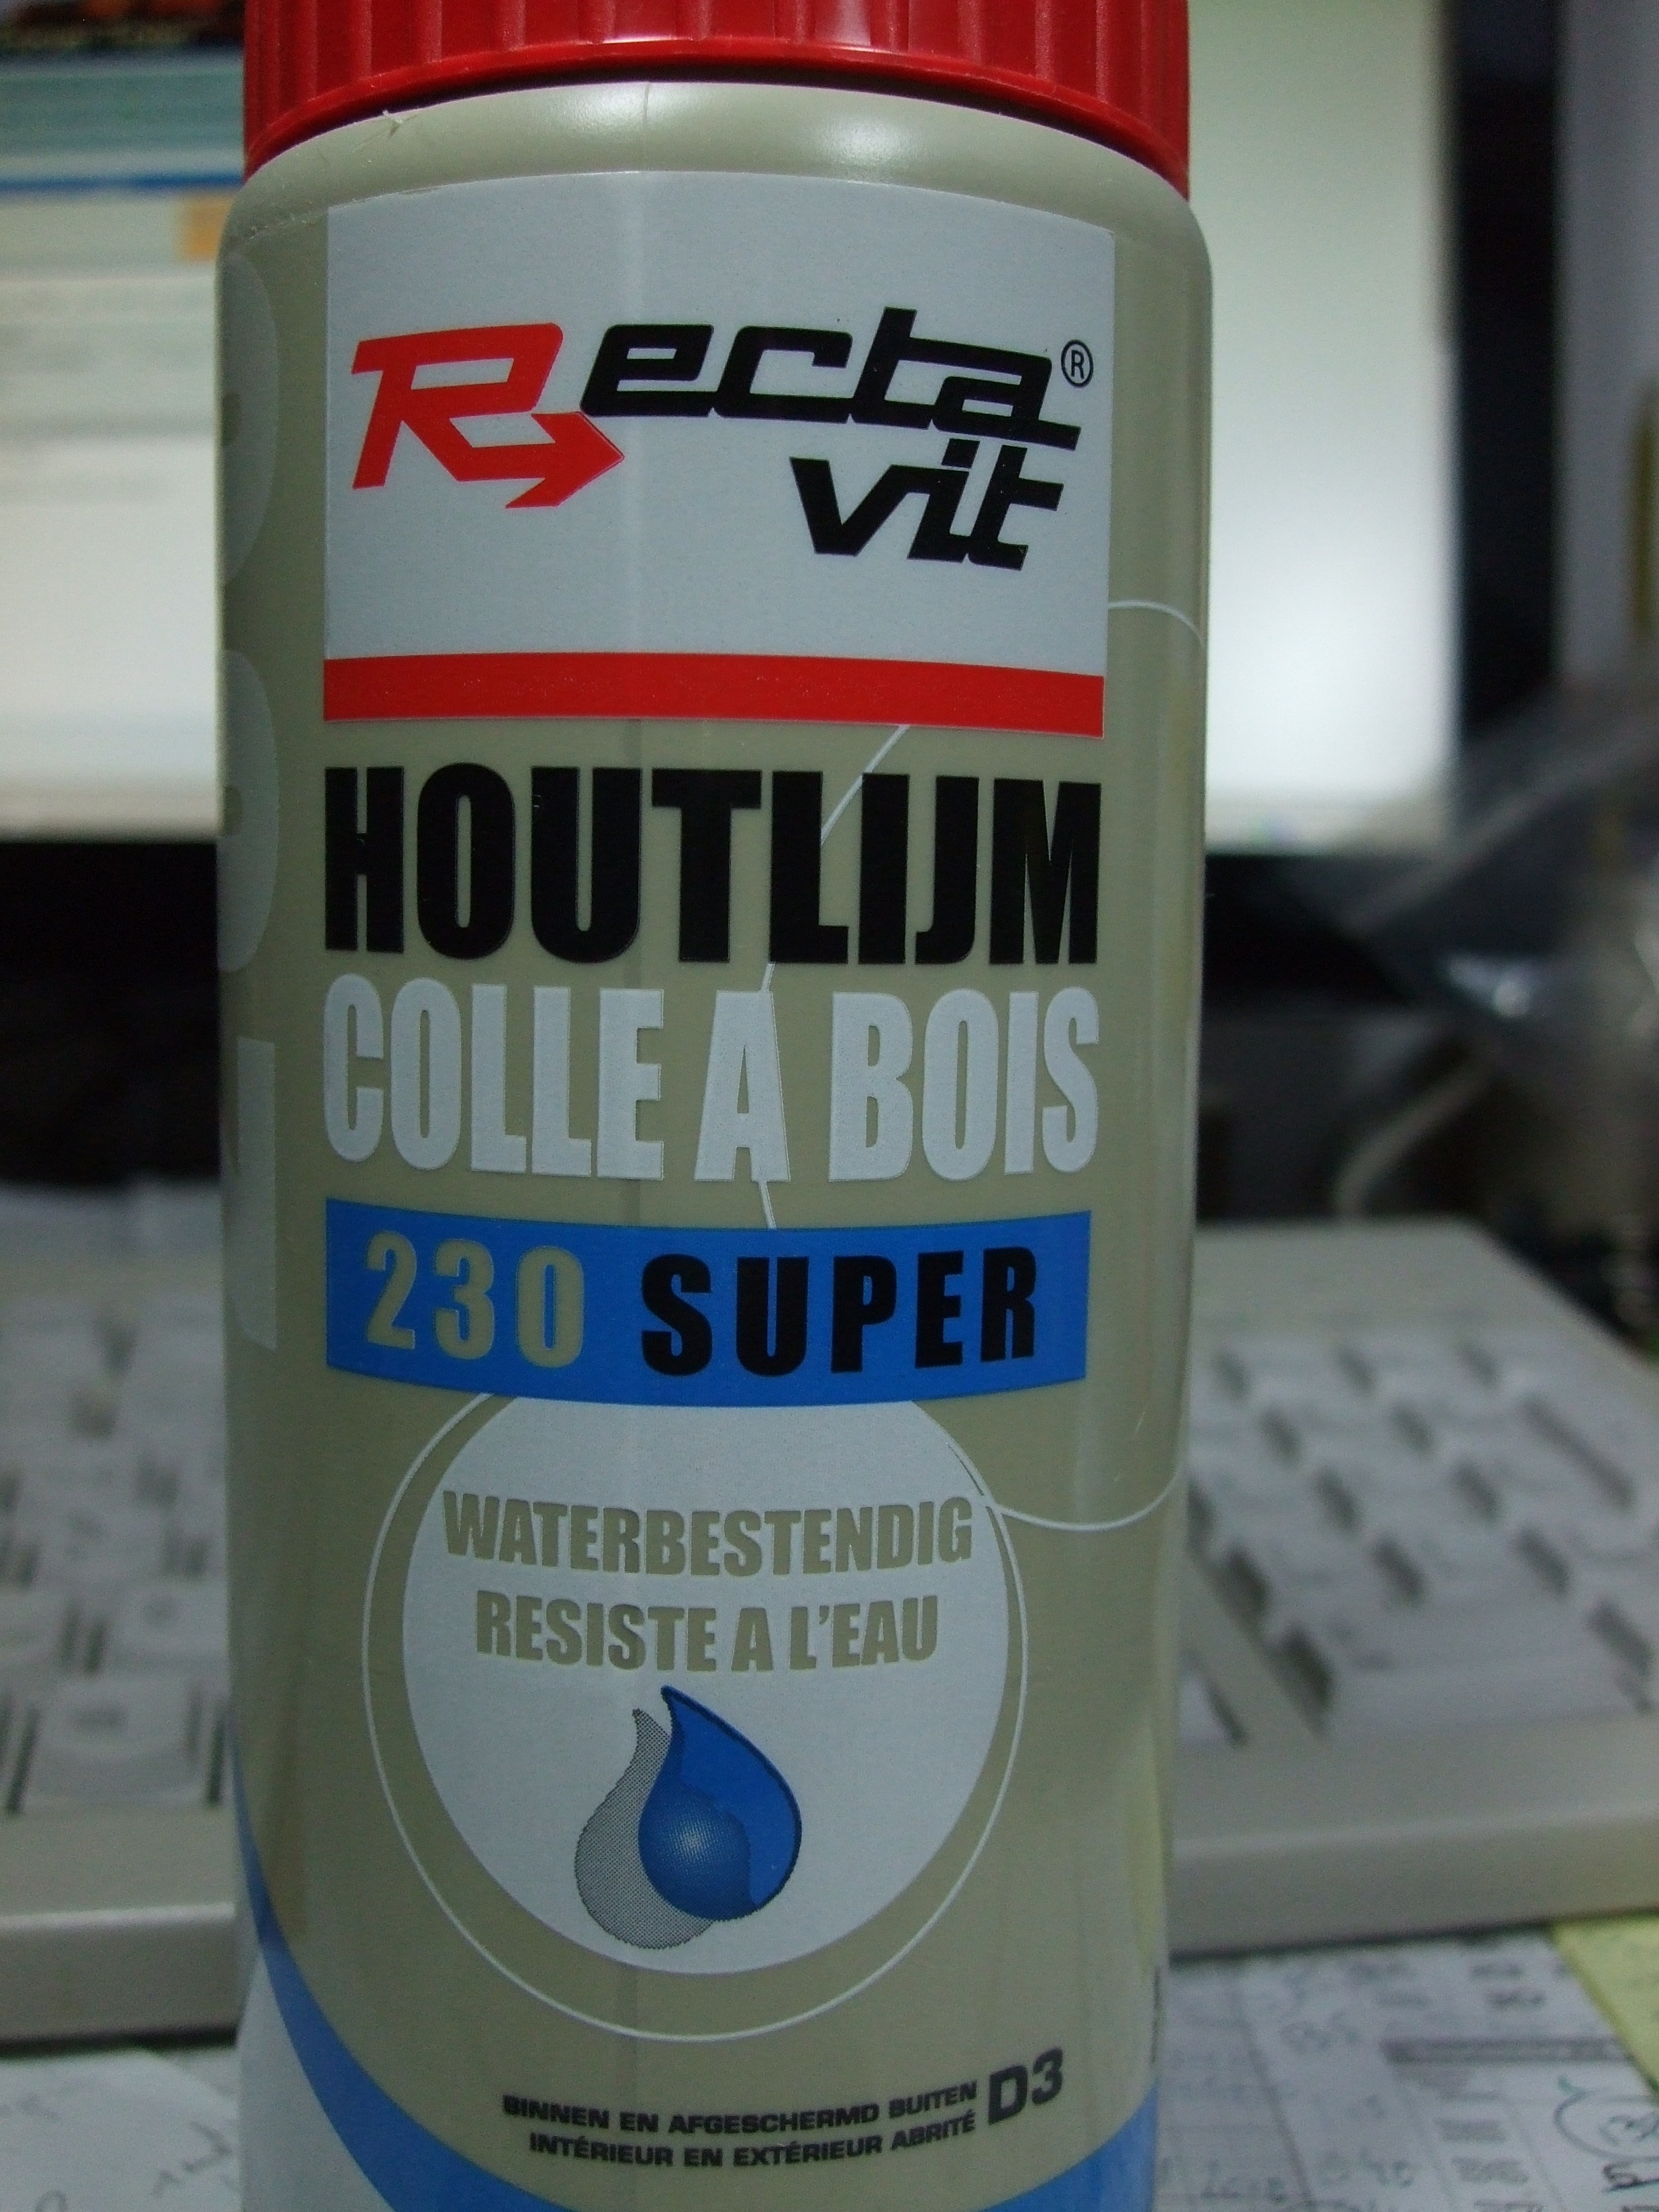 Recta®
vit
HOUTLIJM
COLLE A BOIS
230 SUPER
WATERBESTENDIG
RESISTE A L'EAU
BINNEN EN AFGESCHERMD BUITEN D3
INTÉRIEUR EN EXTÉRIEUR ABRITÉ